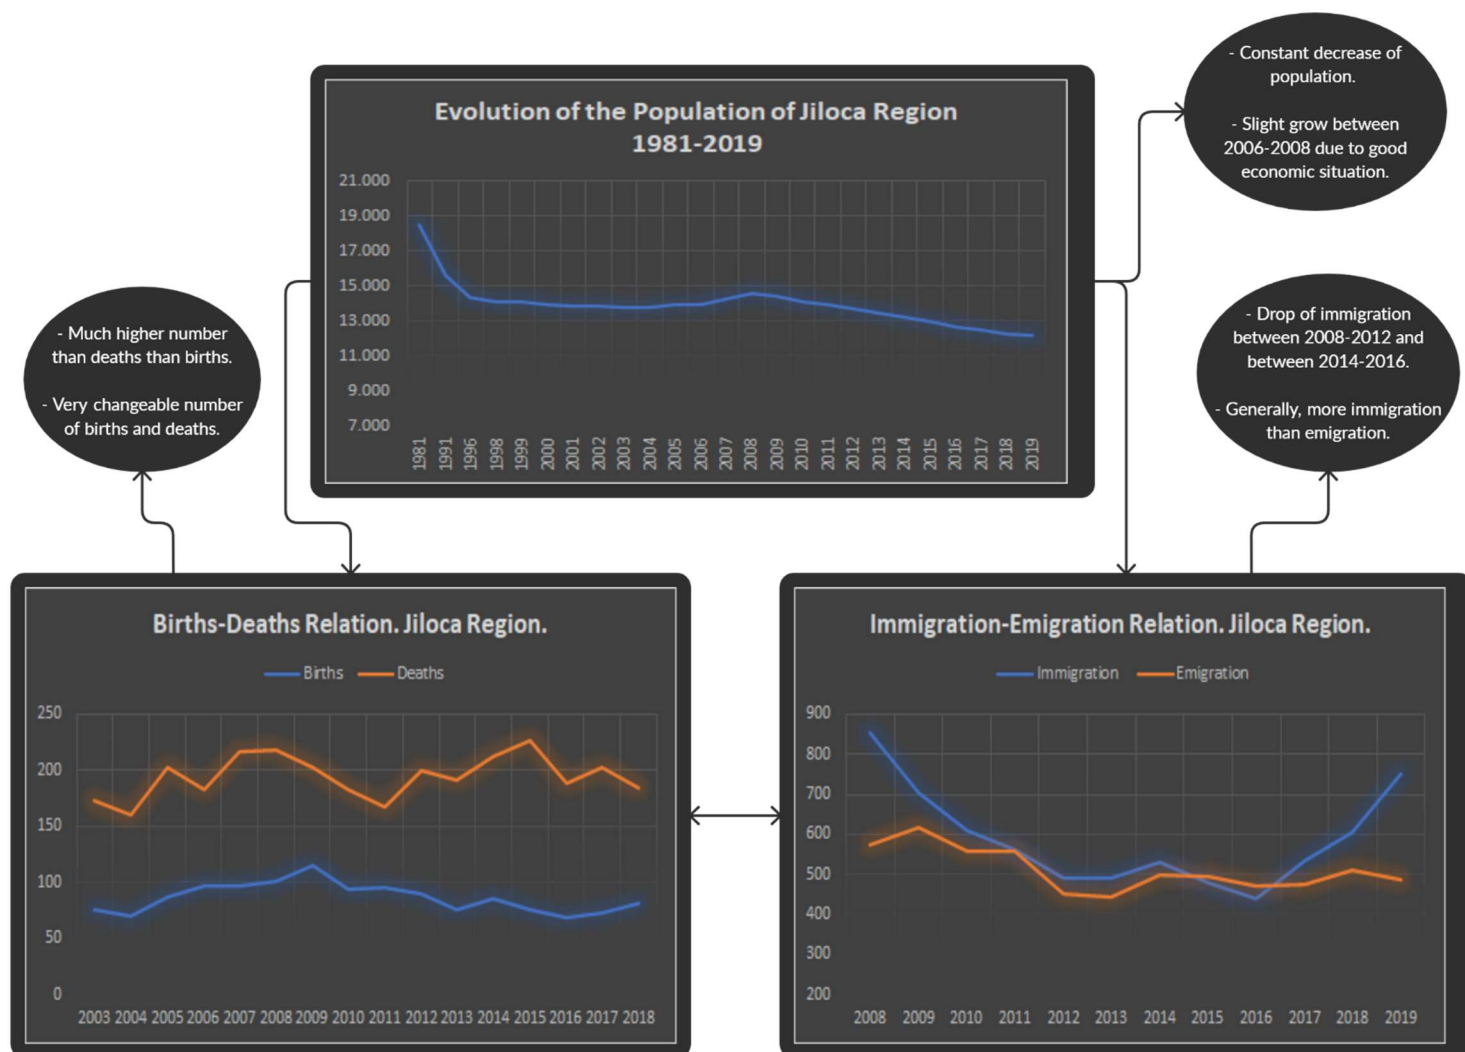 - Constant decrease of
population.
- Slight grow between
2006-2008 due to good
economic situation.
Evolution of the Population of Jiloca Region
1981-2019
21.000
19.000
17.000
15.000
13.000
11.000
9.000
7.000
1981 1991 1996 1998 1999 2000 2001 2002 2003 2004 2005 2006 2007 2008 2009 2010 2011 2012 2013 2014 2015 2016 2017 2018 2019
- Much higher number
than deaths than births.
- Very changeable number
of births and deaths.
- Drop of immigration
between 2008-2012 and
between 2014-2016.
- Generally, more immigration
than emigration.
Births-Deaths Relation. Jiloca Region.
Births Deaths
250
200
150
100
50
0
2003 2004 2005 2006 2007 2008 2009 2010 2011 2012 2013 2014 2015 2016 2017 2018
Immigration-Emigration Relation. Jiloca Region.
Immigration Emigration
900
800
700
600
500
400
300
200
2008 2009 2010 2011 2012 2013 2014 2015 2016 2017 2018 2019